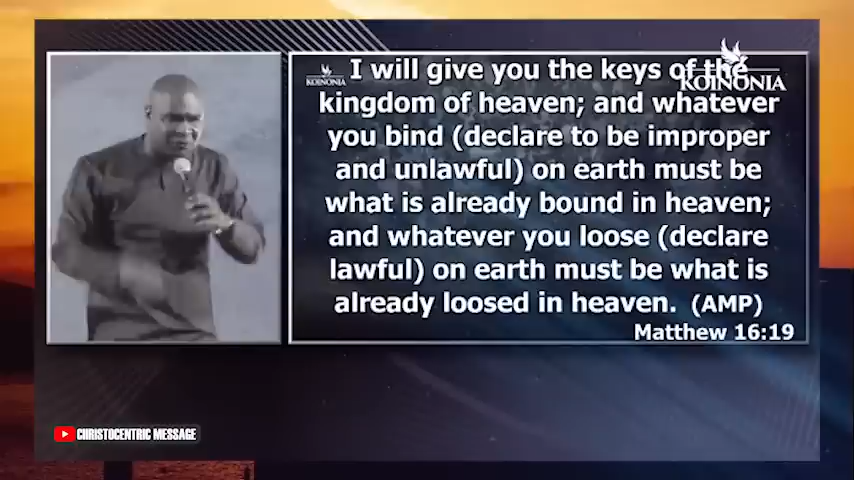 KOINONIA
KOINONIA
I will give you the keys of the
kingdom of heaven; and whatever
you bind (declare to be improper
and unlawful) on earth must be
what is already bound in heaven;
and whatever you loose (declare
lawful) on earth must be what is
already loosed in heaven. (AMP)
Matthew 16:19
CHRISTOCENTRIC MESSAGE